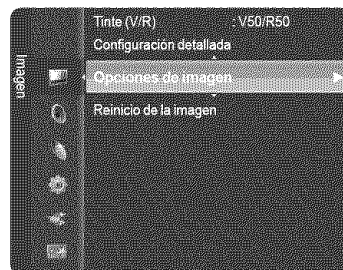 Imagen
Tinte (V/R) : V50/R50
Configuración detallada
Opciones de imagen
Reinicio de la imagen